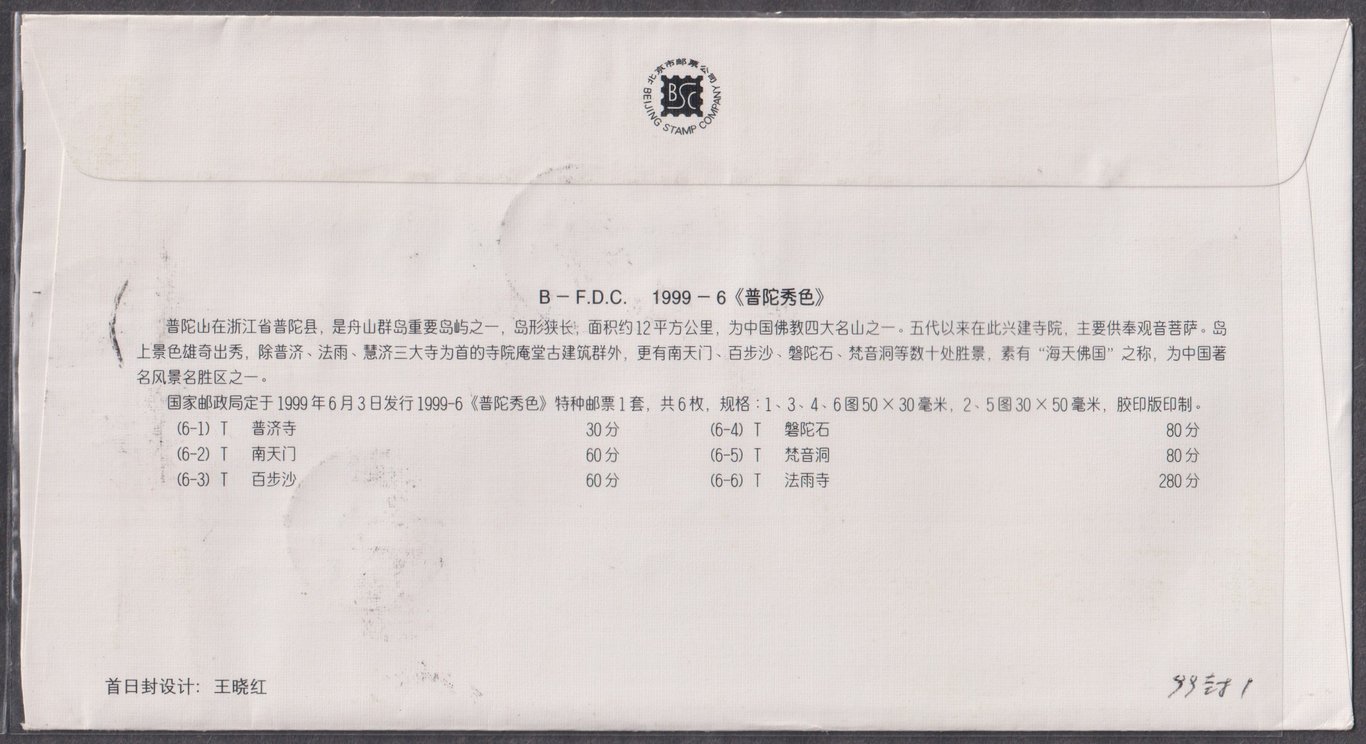 北京市邮票公司
BSC
BEIJING STAMP COMPANY
B－F.D.C. 1999－6《普陀秀色》
普陀山在浙江省普陀县，是舟山群岛重要岛屿之一，岛形狭长，面积约12平方公里，为中国佛教四大名山之一。五代以来在此兴建寺院，主要供奉观音菩萨。岛
上景色雄奇出秀，除普济、法雨、慧济三大寺为首的寺院庵堂古建筑群外，更有南天门、百步沙、磐陀石、梵音洞等数十处胜景，素有“海天佛国”之称，为中国著
名风景名胜区之一。
国家邮政局定于1999年6月3日发行1999-6《普陀秀色》特种邮票1套，共6枚，规格：1、3、4、6图50×30毫米，2、5图30×50毫米，胶印版印制。
(6-1) T 普济寺 30分 (6-4) T 磐陀石 80分
(6-2) T 南天门 60分 (6-5) T 梵音洞 80分
(6-3) T 百步沙 60分 (6-6) T 法雨寺 280分
首日封设计：王晓红
99封1